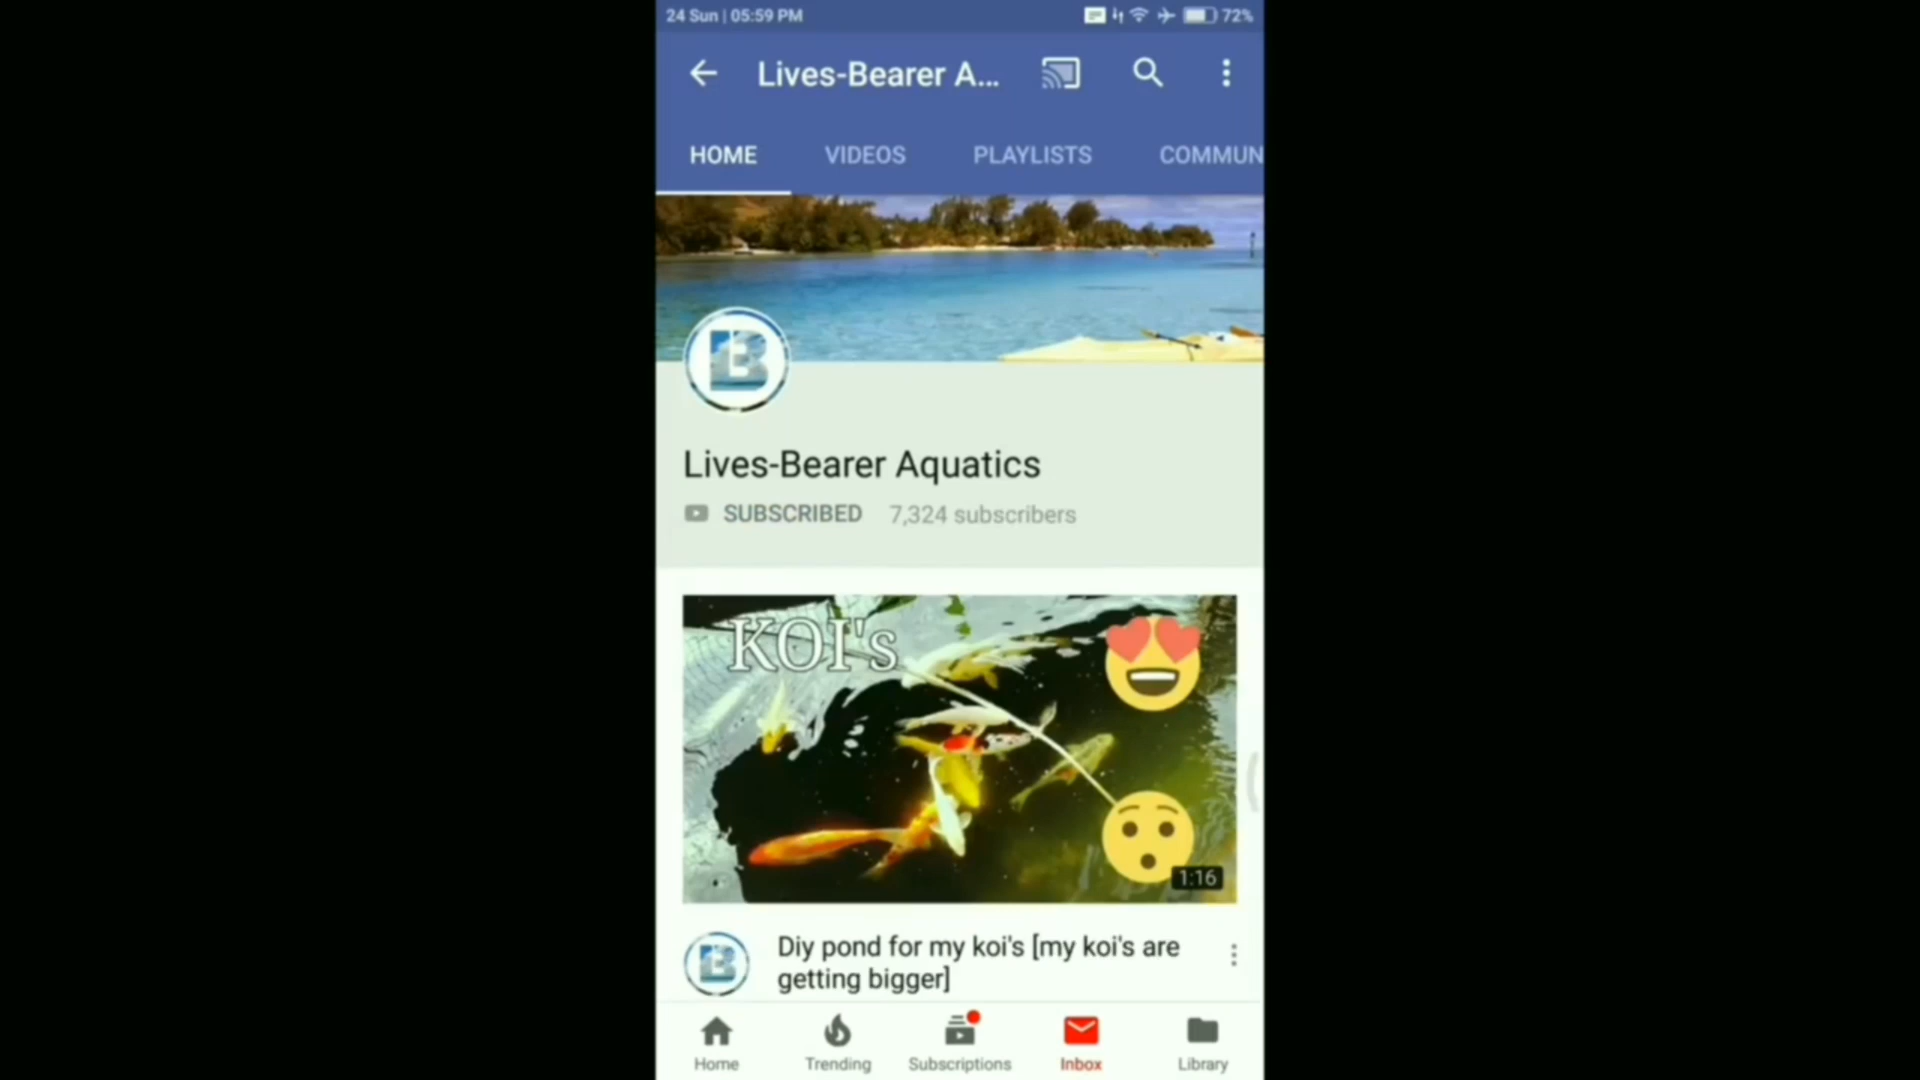 24 Sun | 05:59 PM
72%
Lives-Bearer A...
HOME
VIDEOS
PLAYLISTS
COMMUN
Lives-Bearer Aquatics
SUBSCRIBED
7,324 subscribers
KOI's
1:16
Diy pond for my koi's [my koi's are
getting bigger]
Home
Trending
Subscriptions
Inbox
Library